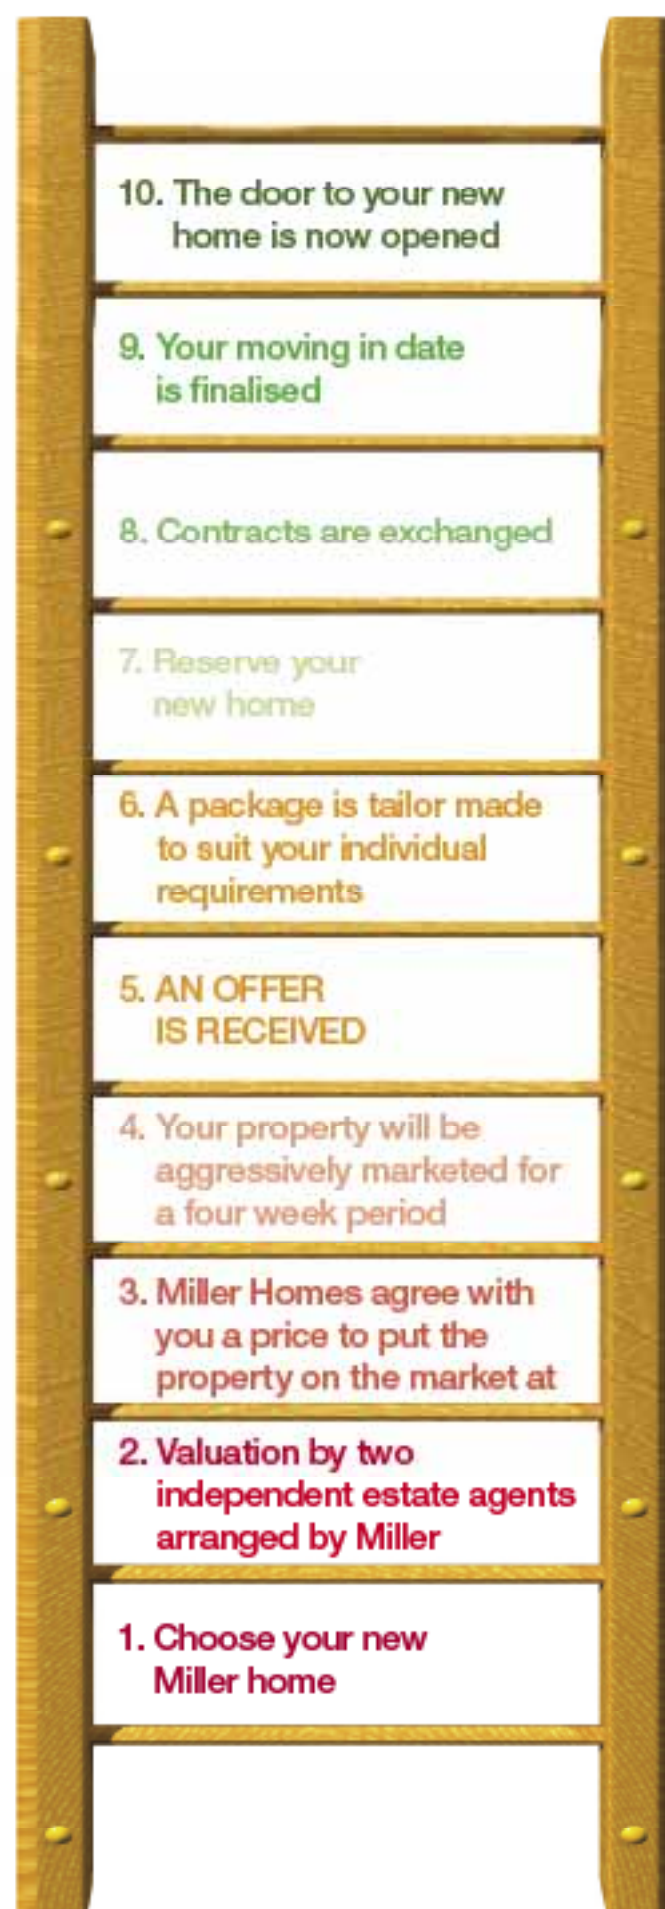 10. The door to your new
home is now opened
9. Your moving in date
is finalised
8. Contracts are exchanged
7. Reserve your
new home
6. A package is tailor made
to suit your individual
requirements
5. AN OFFER
IS RECEIVED
4. Your property will be
aggressively marketed for
a four week period
3. Miller Homes agree with
you a price to put the
property on the market at
2. Valuation by two
independent estate agents
arranged by Miller
1. Choose your new
Miller home